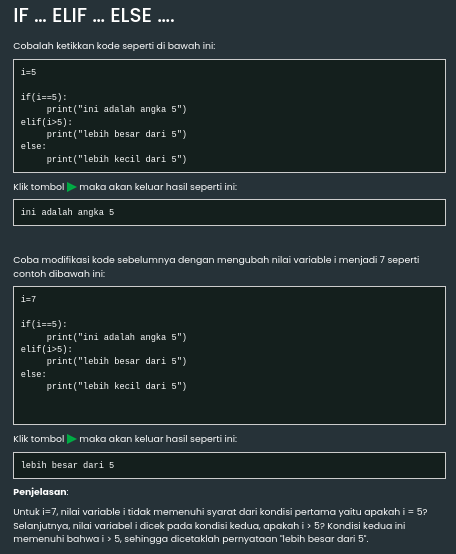 IF ... ELIF ... ELSE ....
Cobalah ketikkan kode seperti di bawah ini:
i=5
if(i==5):
     print("ini adalah angka 5")
elif(i>5):
     print("lebih besar dari 5")
else:
     print("lebih kecil dari 5")
Klik tombol ▶ maka akan keluar hasil seperti ini:
ini adalah angka 5
Coba modifikasi kode sebelumnya dengan mengubah nilai variable i menjadi 7 seperti
contoh dibawah ini:
i=7
if(i==5):
     print("ini adalah angka 5")
elif(i>5):
     print("lebih besar dari 5")
else:
     print("lebih kecil dari 5")
Klik tombol ▶ maka akan keluar hasil seperti ini:
lebih besar dari 5
Penjelasan:
Untuk i=7, nilai variable i tidak memenuhi syarat dari kondisi pertama yaitu apakah i = 5?
Selanjutnya, nilai variabel i dicek pada kondisi kedua, apakah i > 5? Kondisi kedua ini
memenuhi bahwa i > 5, sehingga dicetaklah pernyataan "lebih besar dari 5".